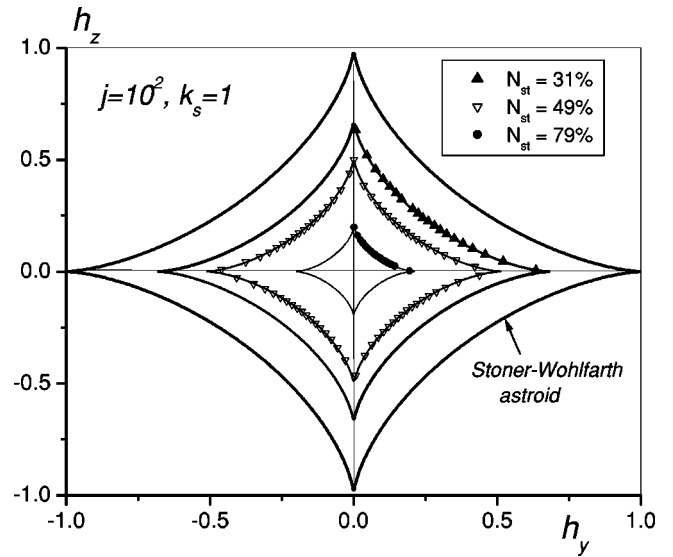 h_z
1.0
j=10², k_s=1
N_st = 31%
N_st = 49%
N_st = 79%
0.5
0.0
-0.5
Stoner-Wohlfarth
astroid
-1.0
-1.0 -0.5 0.0 0.5 1.0
h_y